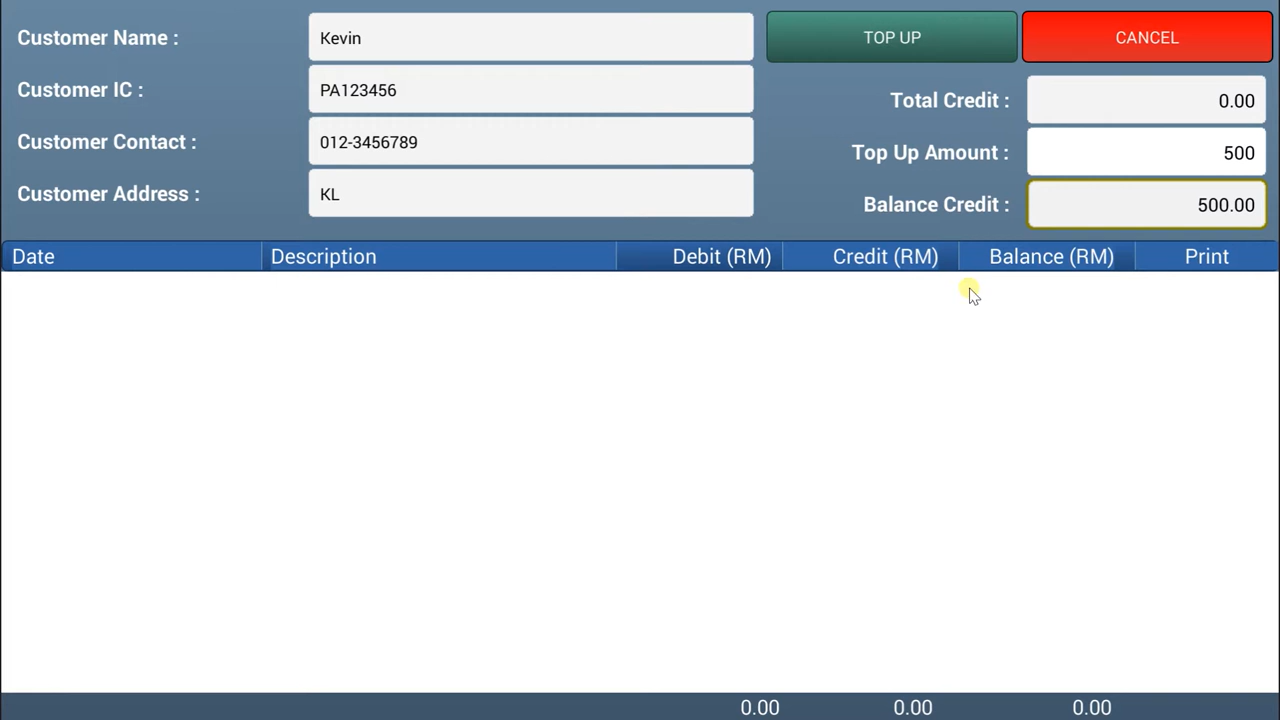 Customer Name : Kevin TOP UP CANCEL
Customer IC : PA123456 Total Credit : 0.00
Customer Contact : 012-3456789 Top Up Amount : 500
Customer Address : KL Balance Credit : 500.00
Date Description Debit (RM) Credit (RM) Balance (RM) Print
0.00 0.00 0.00